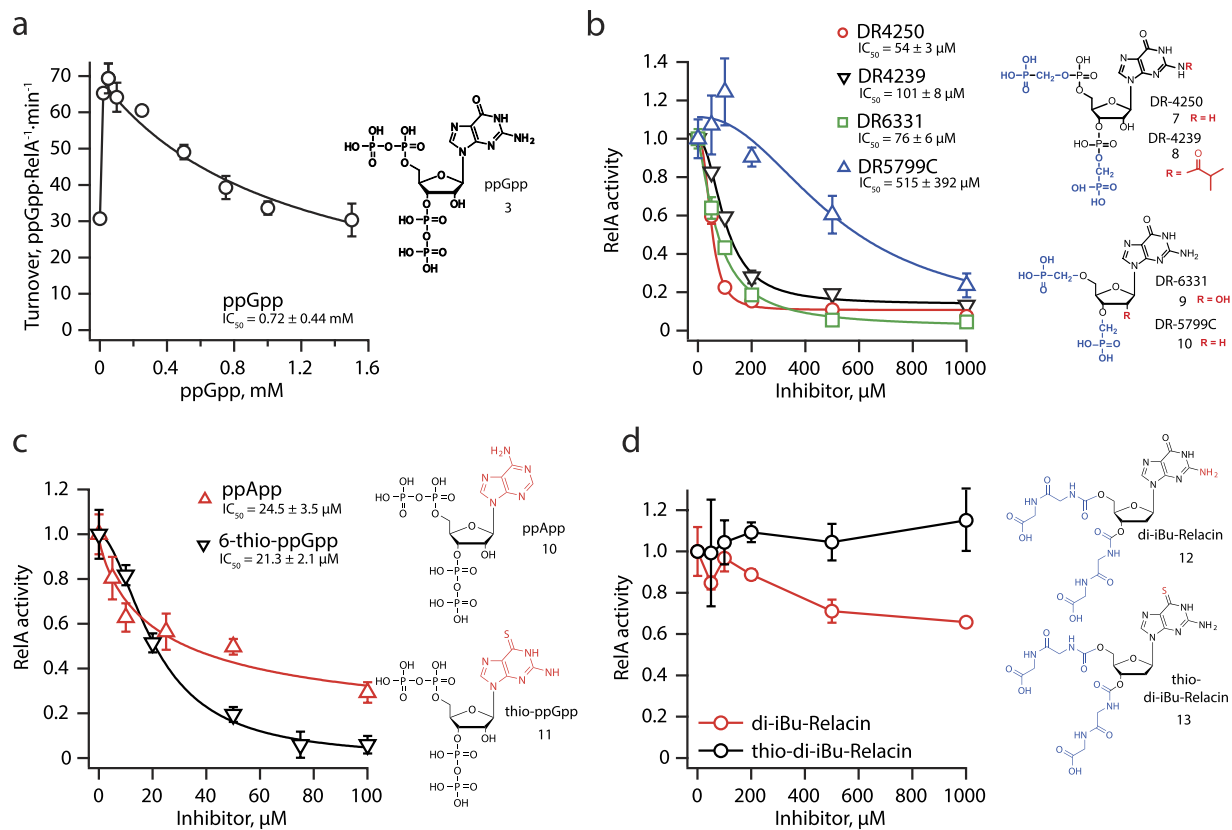 a
Turnover, ppGpp·RelA⁻¹·min⁻¹
70
60
50
40
30
20
10
0
0
0.4
0.8
1.2
1.6
ppGpp, mM
ppGpp
IC₅₀ = 0.72 ± 0.44 mM
ppGpp
3
b
DR4250
IC₅₀ = 54 ± 3 µM
DR4239
IC₅₀ = 101 ± 8 µM
DR6331
IC₅₀ = 76 ± 6 µM
DR5799C
IC₅₀ = 515 ± 392 µM
RelA activity
1.4
1.2
1.0
0.8
0.6
0.4
0.2
0
0
200
400
600
800
1000
Inhibitor, µM
DR-4250
7 R = H
DR-4239
8 R =
DR-6331
9 R = OH
DR-5799C
10 R = H
c
ppApp
IC₅₀ = 24.5 ± 3.5 µM
6-thio-ppGpp
IC₅₀ = 21.3 ± 2.1 µM
RelA activity
1.2
1.0
0.8
0.6
0.4
0.2
0
0
20
40
60
80
100
Inhibitor, µM
ppApp
10
thio-ppGpp
11
d
RelA activity
1.2
1.0
0.8
0.6
0.4
0.2
0
0
200
400
600
800
1000
Inhibitor, µM
di-iBu-Relacin
thio-di-iBu-Relacin
di-iBu-Relacin
12
thio-
di-iBu-Relacin
13